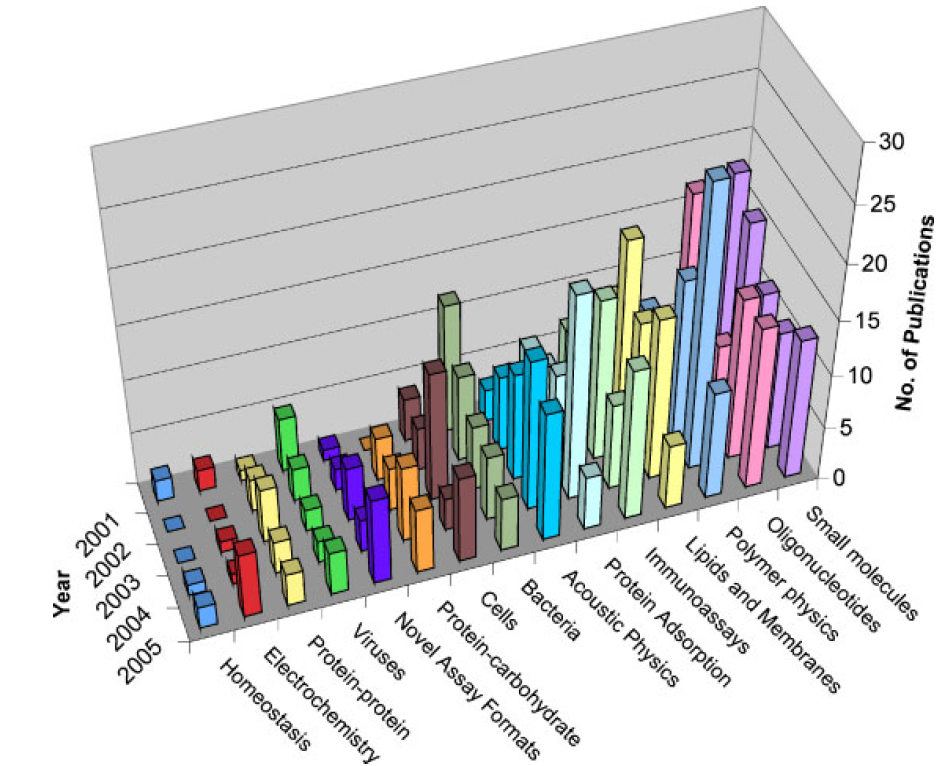 30
25
20
15
10
5
0
No. of Publications
Year
2001
2002
2003
2004
2005
Homeostasis
Electrochemistry
Protein-protein
Viruses
Novel Assay Formats
Protein-carbohydrate
Cells
Bacteria
Acoustic Physics
Protein Adsorption
Immunoassays
Lipids and Membranes
Polymer physics
Oligonucleotides
Small molecules